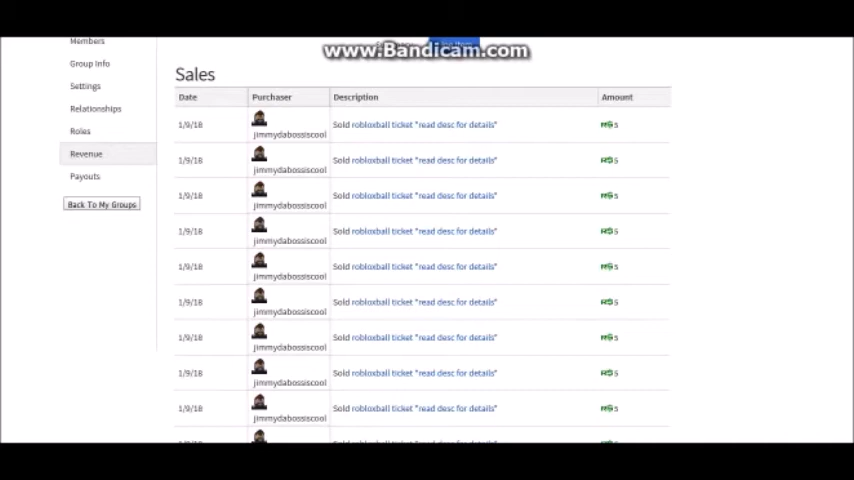 www.Bandicam.com
Members
Group Info
Settings
Relationships
Roles
Revenue
Payouts
Back To My Groups
Sales
Date Purchaser Description Amount
1/9/18 jimmydabossiscool Sold robloxball ticket "read desc for details" R$ 5
1/9/18 jimmydabossiscool Sold robloxball ticket "read desc for details" R$ 5
1/9/18 jimmydabossiscool Sold robloxball ticket "read desc for details" R$ 5
1/9/18 jimmydabossiscool Sold robloxball ticket "read desc for details" R$ 5
1/9/18 jimmydabossiscool Sold robloxball ticket "read desc for details" R$ 5
1/9/18 jimmydabossiscool Sold robloxball ticket "read desc for details" R$ 5
1/9/18 jimmydabossiscool Sold robloxball ticket "read desc for details" R$ 5
1/9/18 jimmydabossiscool Sold robloxball ticket "read desc for details" R$ 5
1/9/18 jimmydabossiscool Sold robloxball ticket "read desc for details" R$ 5